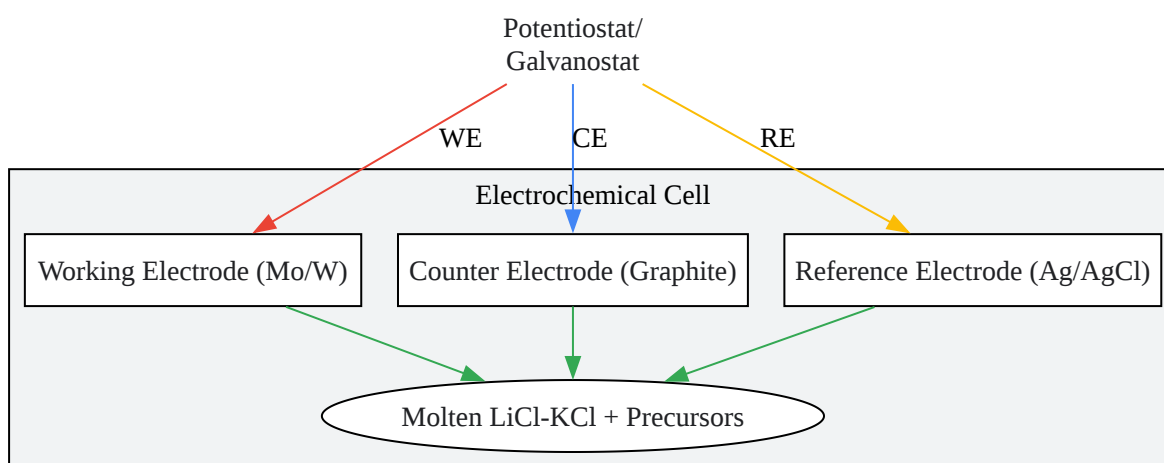 Potentiostat/
Galvanostat
WE
CE
RE
Electrochemical Cell
Working Electrode (Mo/W)
Counter Electrode (Graphite)
Reference Electrode (Ag/AgCl)
Molten LiCl-KCl + Precursors